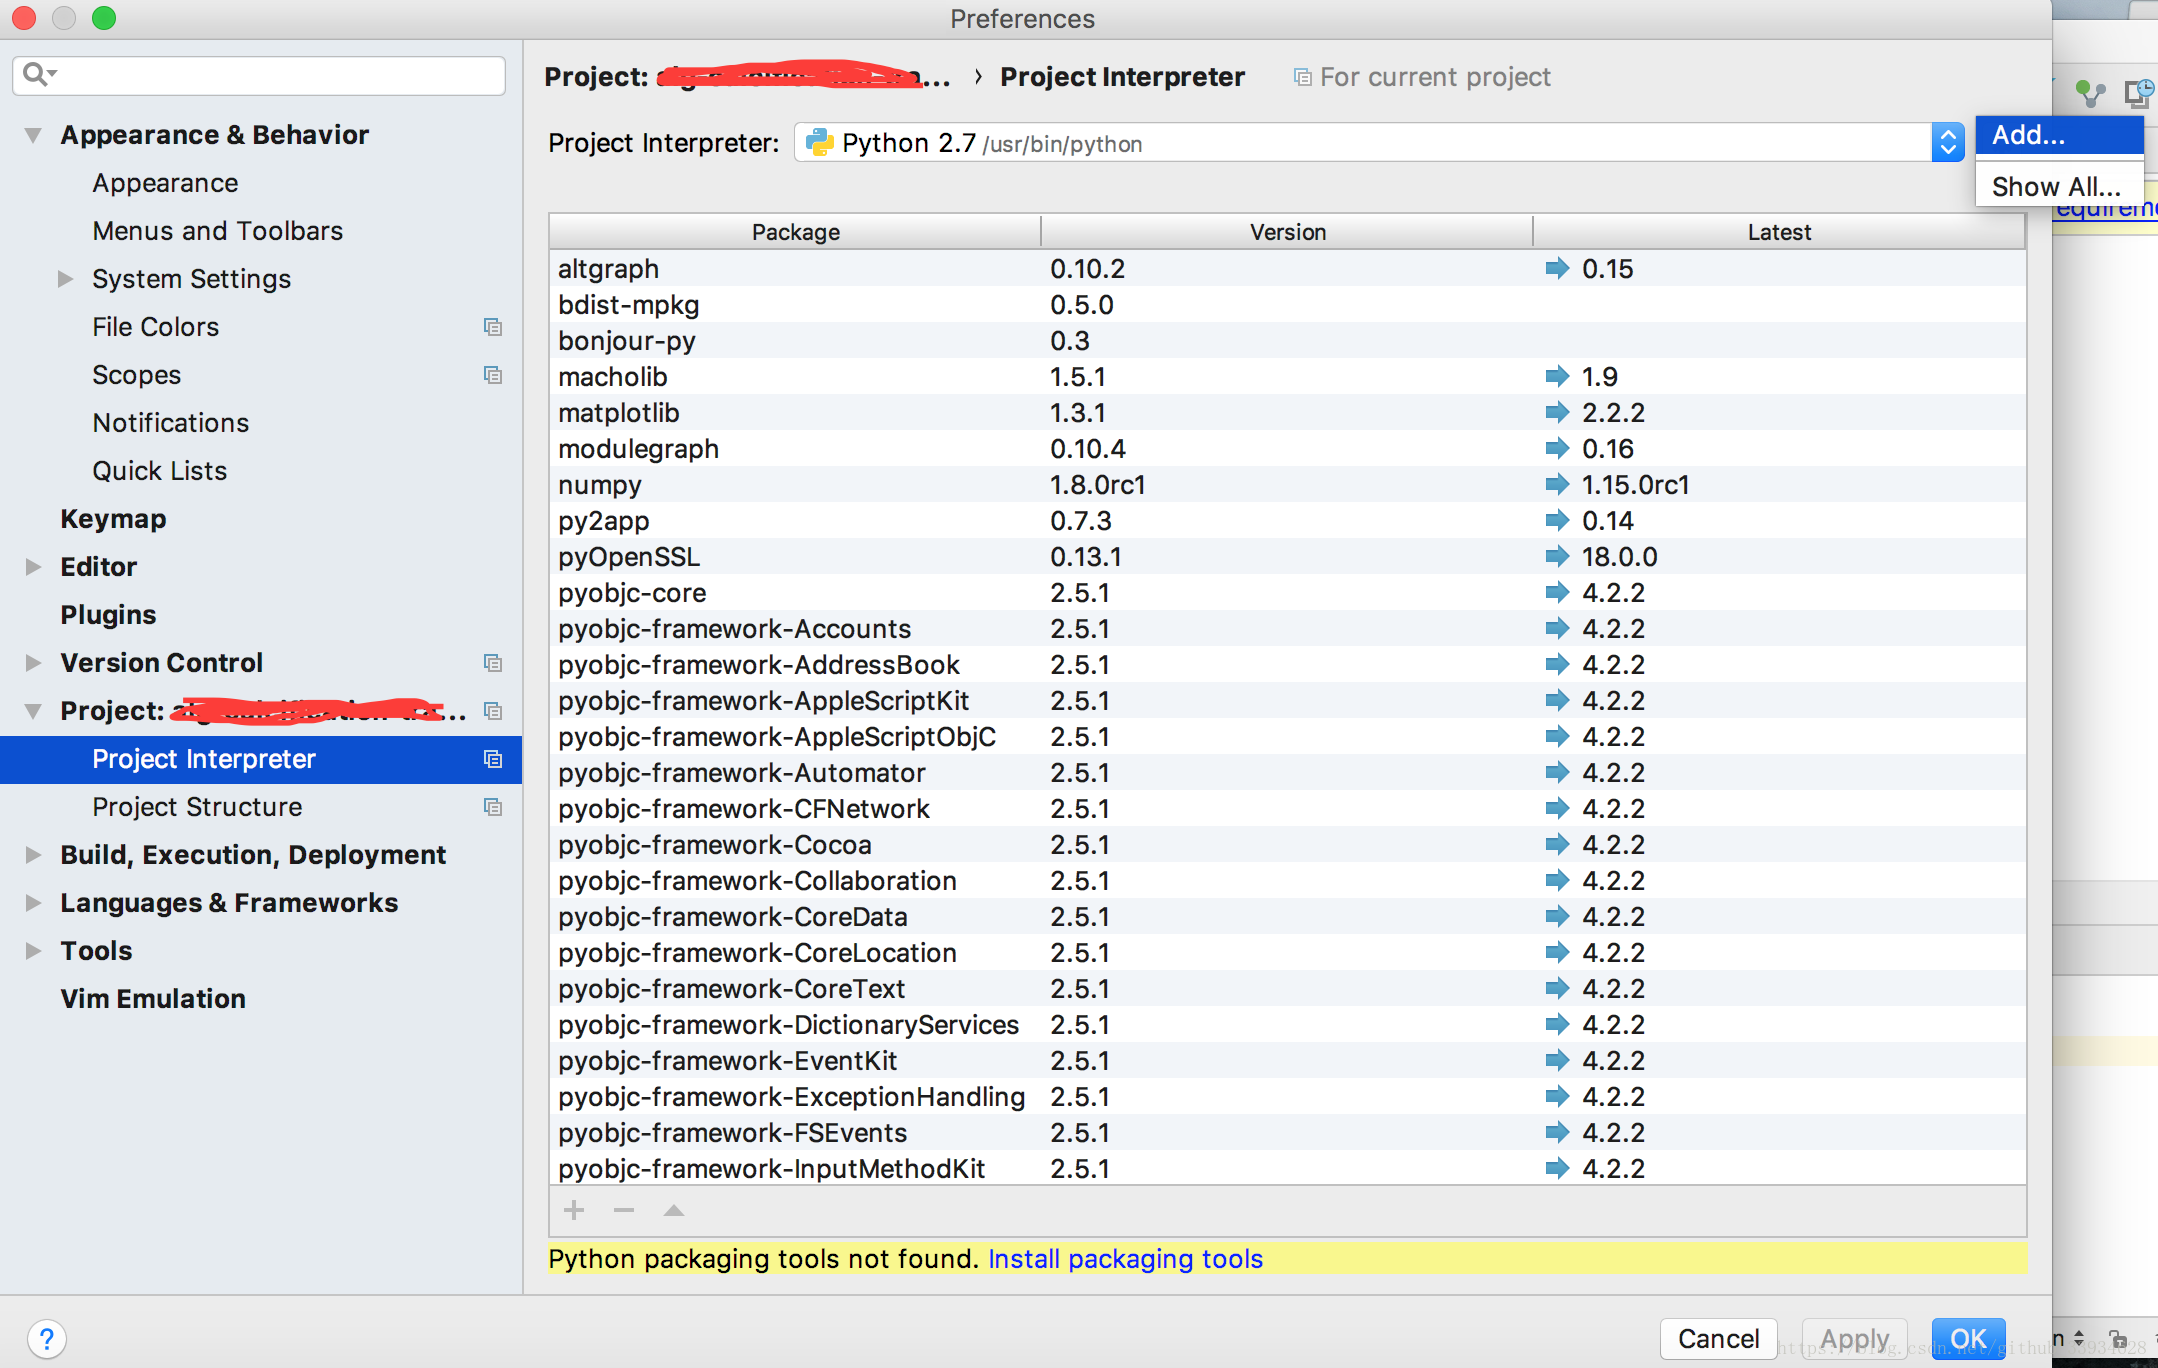 Preferences
Project: ... › Project Interpreter For current project
Project Interpreter: Python 2.7 /usr/bin/python
Add...
Show All...
Appearance & Behavior
Appearance
Menus and Toolbars
System Settings
File Colors
Scopes
Notifications
Quick Lists
Keymap
Editor
Plugins
Version Control
Project: ...
Project Interpreter
Project Structure
Build, Execution, Deployment
Languages & Frameworks
Tools
Vim Emulation
Package Version Latest
altgraph 0.10.2 0.15
bdist-mpkg 0.5.0
bonjour-py 0.3
macholib 1.5.1 1.9
matplotlib 1.3.1 2.2.2
modulegraph 0.10.4 0.16
numpy 1.8.0rc1 1.15.0rc1
py2app 0.7.3 0.14
pyOpenSSL 0.13.1 18.0.0
pyobjc-core 2.5.1 4.2.2
pyobjc-framework-Accounts 2.5.1 4.2.2
pyobjc-framework-AddressBook 2.5.1 4.2.2
pyobjc-framework-AppleScriptKit 2.5.1 4.2.2
pyobjc-framework-AppleScriptObjC 2.5.1 4.2.2
pyobjc-framework-Automator 2.5.1 4.2.2
pyobjc-framework-CFNetwork 2.5.1 4.2.2
pyobjc-framework-Cocoa 2.5.1 4.2.2
pyobjc-framework-Collaboration 2.5.1 4.2.2
pyobjc-framework-CoreData 2.5.1 4.2.2
pyobjc-framework-CoreLocation 2.5.1 4.2.2
pyobjc-framework-CoreText 2.5.1 4.2.2
pyobjc-framework-DictionaryServices 2.5.1 4.2.2
pyobjc-framework-EventKit 2.5.1 4.2.2
pyobjc-framework-ExceptionHandling 2.5.1 4.2.2
pyobjc-framework-FSEvents 2.5.1 4.2.2
pyobjc-framework-InputMethodKit 2.5.1 4.2.2
Python packaging tools not found. Install packaging tools
? Cancel Apply OK